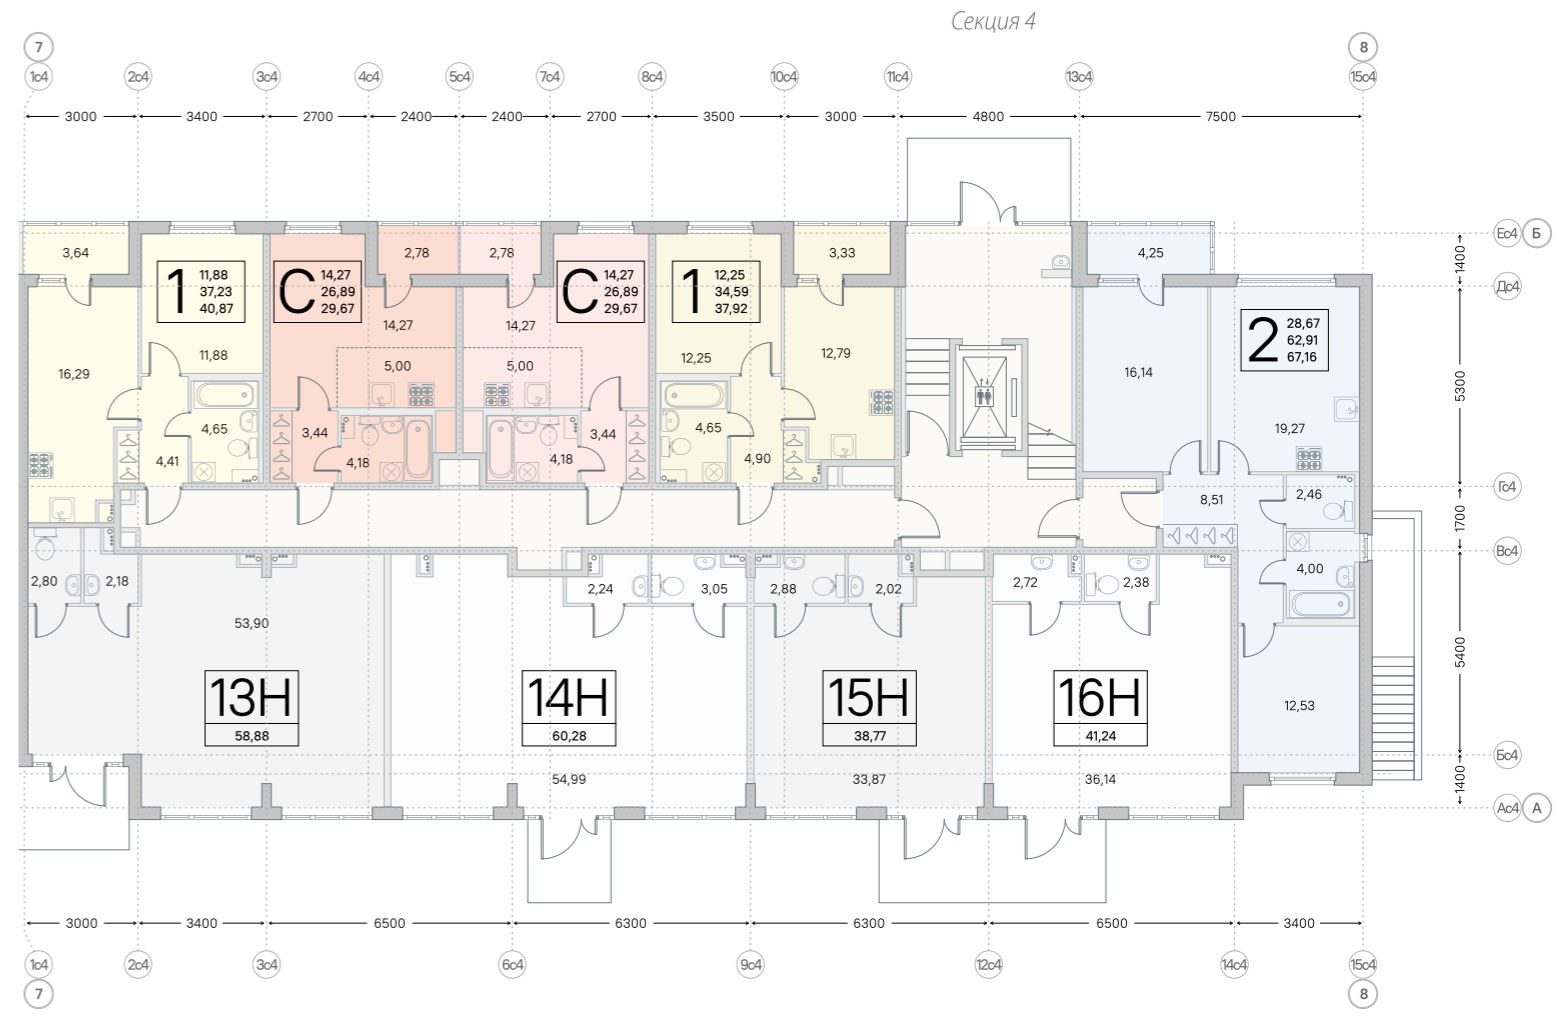 Секция 4
7 8
1с4 2с4 3с4 4с4 5с4 7с4 8с4 10с4 11с4 13с4 15с4
3000 3400 2700 2400 2400 2700 3500 3000 4800 7500
Ес4 Б
3,64 2,78 2,78 3,33 4,25
1400
1 11,88 37,23 40,87
С 14,27 26,89 29,67
С 14,27 26,89 29,67
1 12,25 34,59 37,92
Дс4
2 28,67 62,91 67,16
14,27 14,27
11,88 12,25 12,79
16,29 5,00 5,00 16,14
5300
4,65 3,44 3,44 4,65 19,27
4,41 4,18 4,18 4,90
Гс4
8,51 2,46
1700
Вс4
4,00
2,80 2,18 2,24 3,05 2,88 2,02 2,72 2,38
53,90
5400
13Н 14Н 15Н 16Н
58,88 60,28 38,77 41,24
12,53
Бс4
54,99 33,87 36,14
1400
Ас4 А
3000 3400 6500 6300 6300 6500 3400
1с4 2с4 3с4 6с4 9с4 12с4 14с4 15с4
7 8